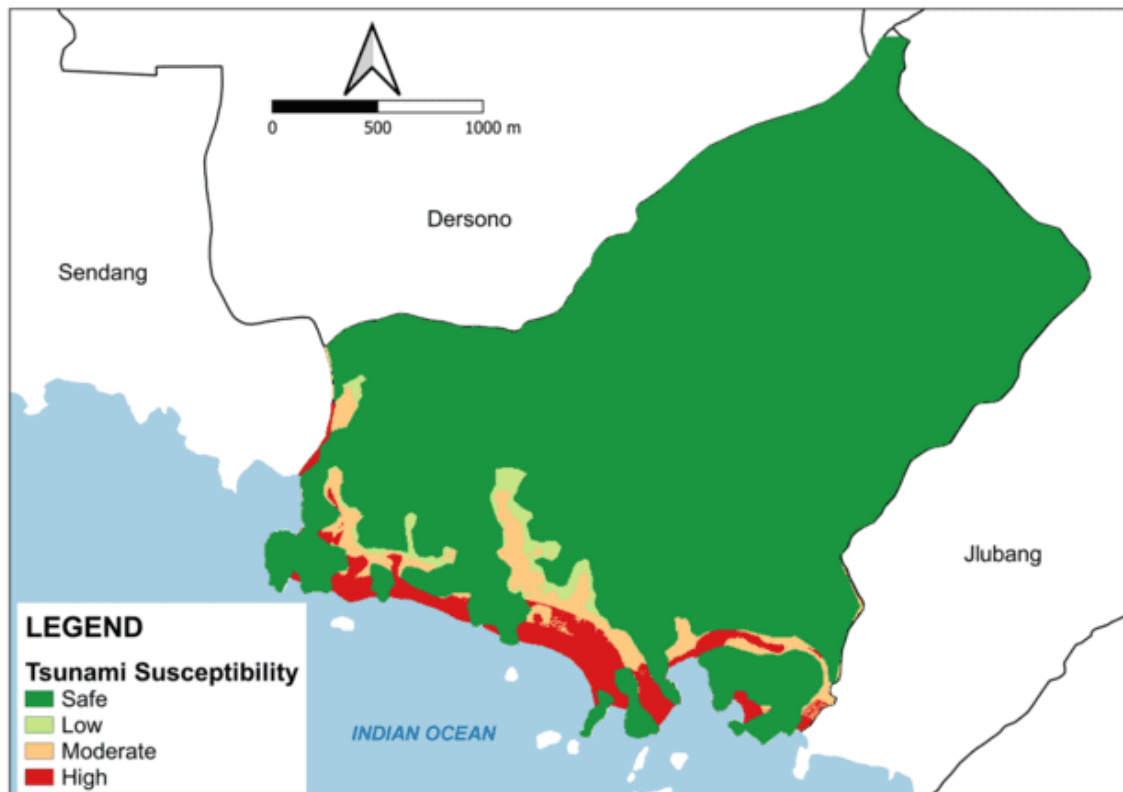 0 500 1000 m
Dersono
Sendang
Jlubang
LEGEND
Tsunami Susceptibility
Safe
Low
Moderate
High
INDIAN OCEAN